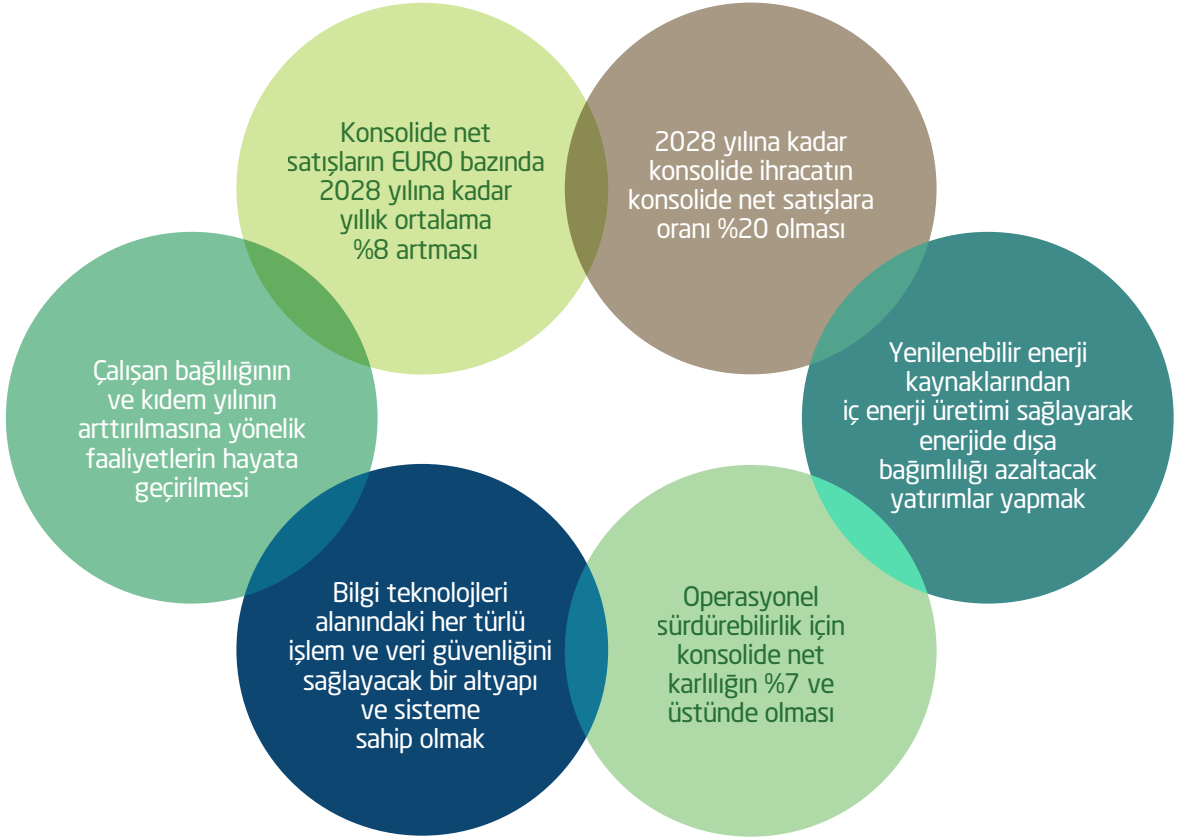 Konsolide net
satışların EURO bazında
2028 yılına kadar
yıllık ortalama
%8 artması
2028 yılına kadar
konsolide ihracatın
konsolide net satışlara
oranı %20 olması
Çalışan bağlılığının
ve kıdem yılının
arttırılmasına yönelik
faaliyetlerin hayata
geçirilmesi
Yenilenebilir enerji
kaynaklarından
iç enerji üretimi sağlayarak
enerjide dışa
bağımlılığı azaltacak
yatırımlar yapmak
Bilgi teknolojleri
alanındaki her türlü
işlem ve veri güvenliğini
sağlayacak bir altyapı
ve sisteme
sahip olmak
Operasyonel
sürdürebilirlik için
konsolide net
karlılığın %7 ve
üstünde olması